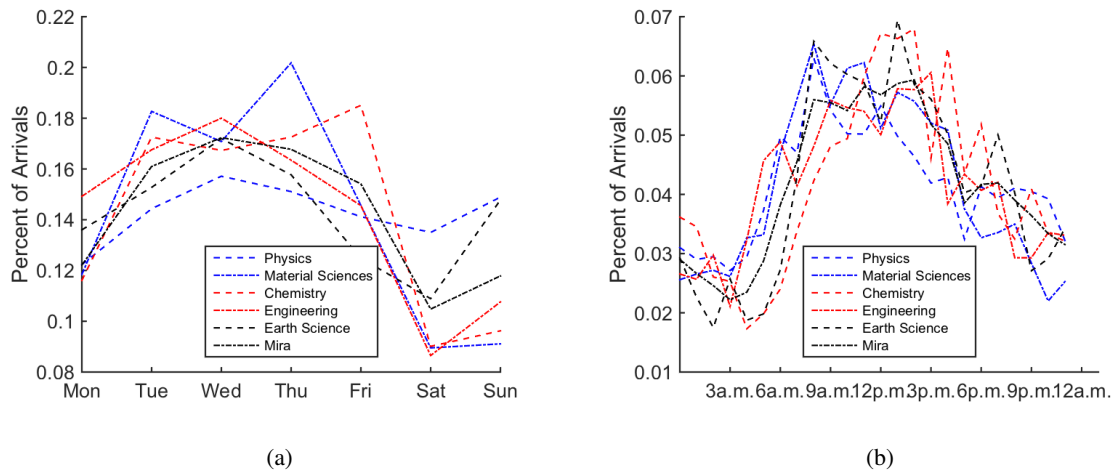 0.22
0.2
0.18
0.16
0.14
0.12
0.1
0.08
Percent of Arrivals
Physics
Material Sciences
Chemistry
Engineering
Earth Science
Mira
Mon Tue Wed Thu Fri Sat Sun
(a)
0.07
0.06
0.05
0.04
0.03
0.02
0.01
Percent of Arrivals
Physics
Material Sciences
Chemistry
Engineering
Earth Science
Mira
3a.m. 6a.m. 9a.m. 12p.m. 3p.m. 6p.m. 9p.m. 12a.m.
(b)